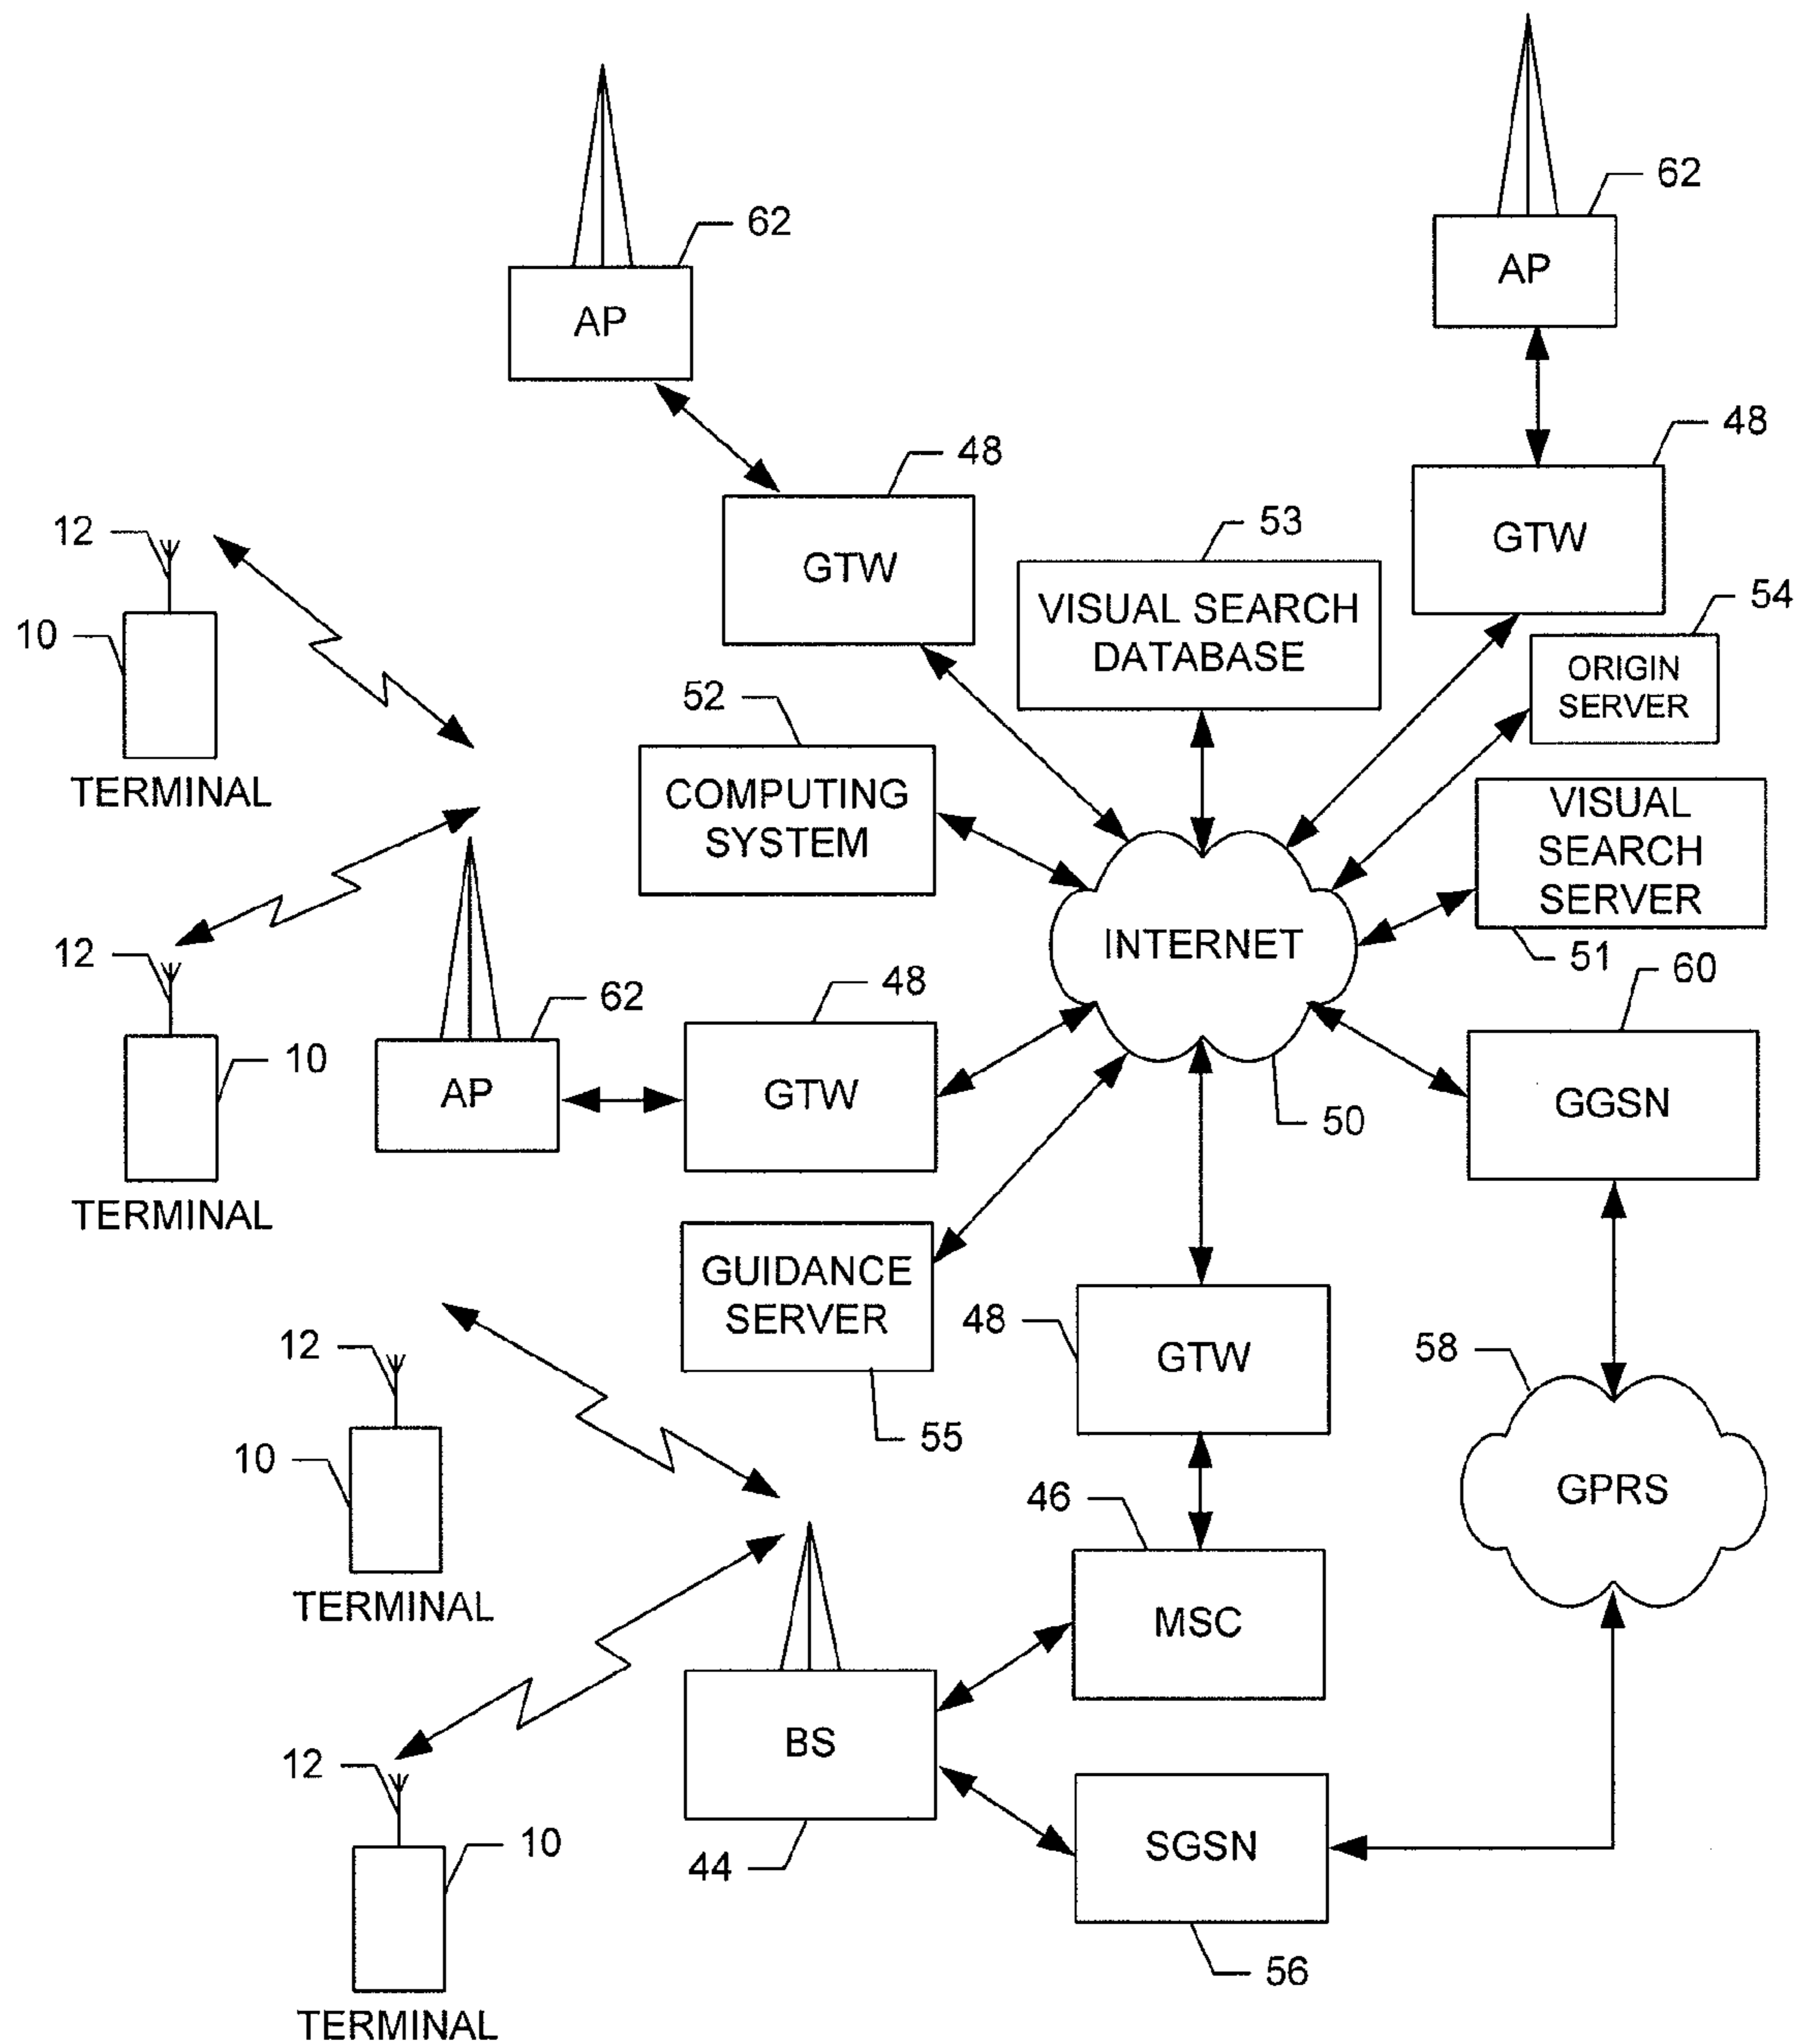 62
AP
62
AP
48
GTW
48
GTW
53
VISUAL SEARCH
DATABASE
54
ORIGIN
SERVER
12
10
TERMINAL
52
COMPUTING
SYSTEM
VISUAL
SEARCH
SERVER
51
INTERNET
50
12
10
TERMINAL
62
AP
48
GTW
60
GGSN
GUIDANCE
SERVER
55
48
GTW
58
GPRS
12
10
TERMINAL
46
MSC
BS
44
SGSN
56
12
10
TERMINAL